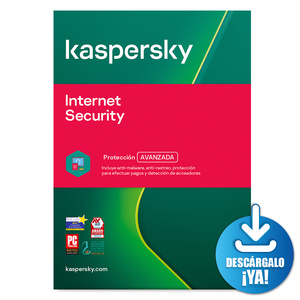 kaspersky
Internet
Security
Protección AVANZADA
Incluye anti-malware, anti-rastreo, protección
para efectuar pagos y detección de acosadores
PC
kaspersky.com
DESCÁRGALO
¡YA!